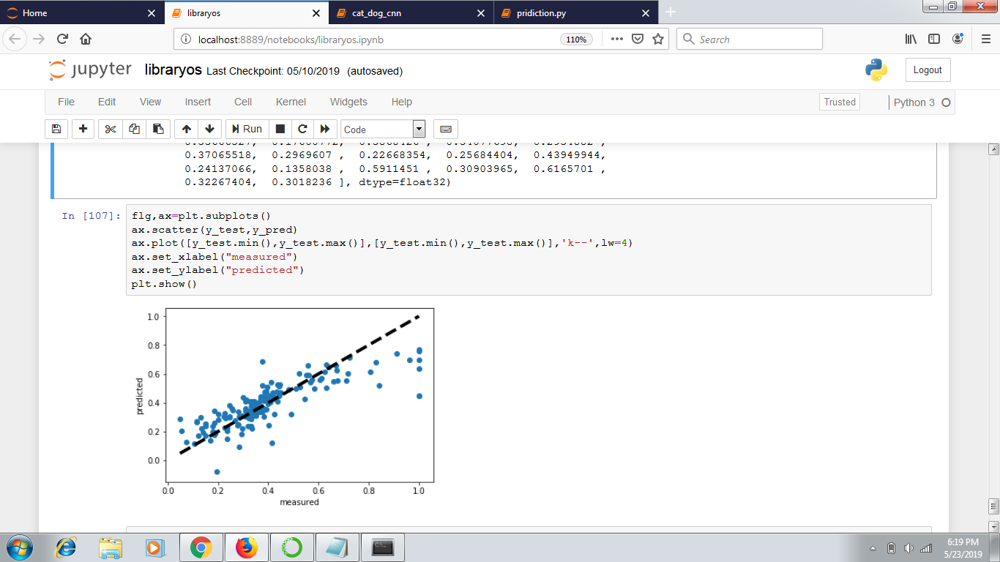 Home
libraryos
cat_dog_cnn
pridiction.py
localhost:8889/notebooks/libraryos.ipynb
110%
Search
jupyter libraryos Last Checkpoint: 05/10/2019 (autosaved)
Logout
File Edit View Insert Cell Kernel Widgets Help
Trusted
Python 3
Run
Code
0.37065518, 0.2969607 , 0.22668354, 0.25684404, 0.43949944,
0.24137066, 0.1358038 , 0.5911451 , 0.30903965, 0.6165701 ,
0.32267404, 0.3018236 ], dtype=float32)
In [107]:
flg,ax=plt.subplots()
ax.scatter(y_test,y_pred)
ax.plot([y_test.min(),y_test.max()],[y_test.min(),y_test.max()],'k--',lw=4)
ax.set_xlabel("measured")
ax.set_ylabel("predicted")
plt.show()
1.0
0.8
0.6
0.4
0.2
0.0
predicted
0.0 0.2 0.4 0.6 0.8 1.0
measured
6:19 PM
5/23/2019